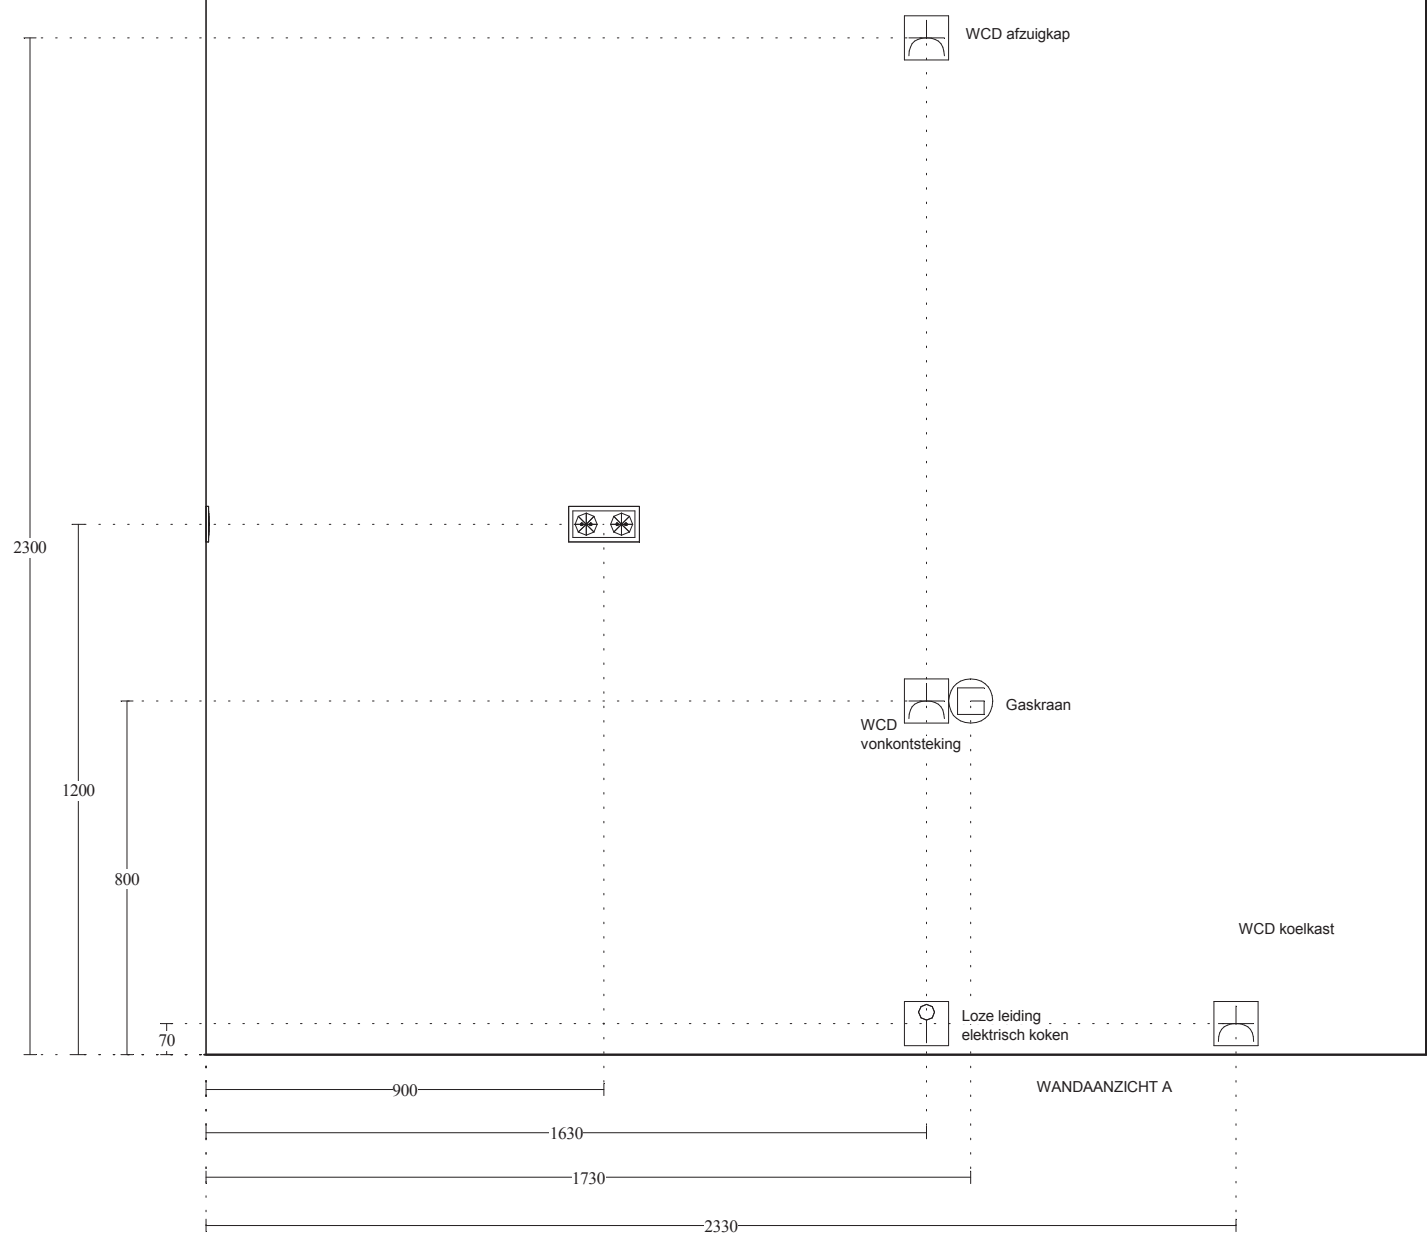 WCD afzuigkap
2300
1200
G
Gaskraan
WCD
vonkontsteking
800
WCD koelkast
Loze leiding
elektrisch koken
70
WANDAANZICHT A
900
1630
1730
2330